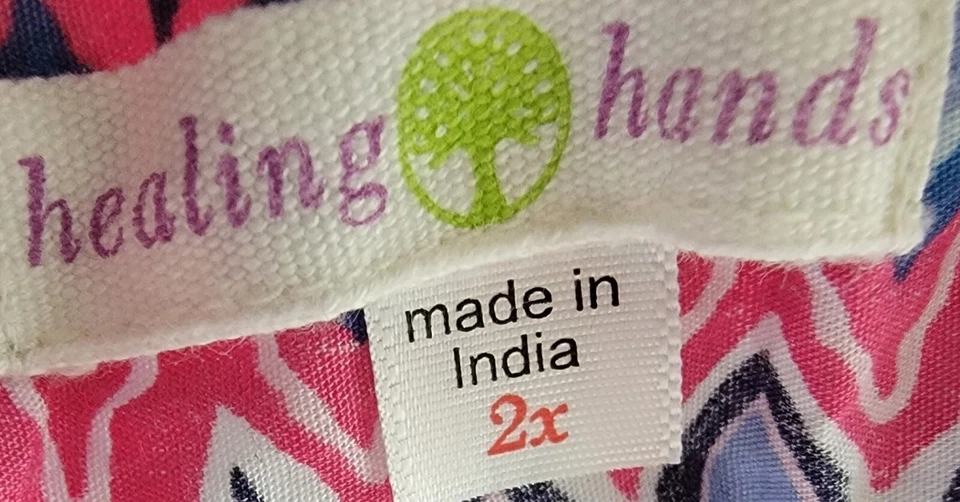 healing hands
made in
India
2x